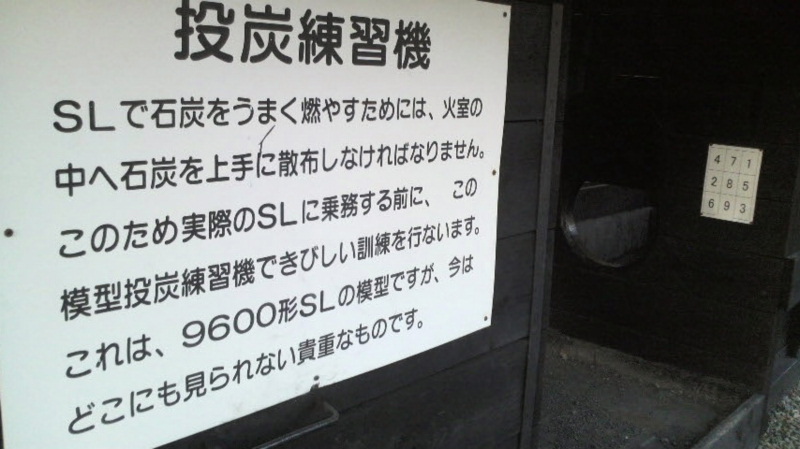 投炭練習機
SLで石炭をうまく燃やすためには、火室の
中へ石炭を上手に散布しなければなりません。
このため実際のSLに乗務する前に、この
模型投炭練習機できびしい訓練を行ないます。
これは、9600形SLの模型ですが、今は
どこにも見られない貴重なものです。
4 7 1
2 8 5
6 9 3